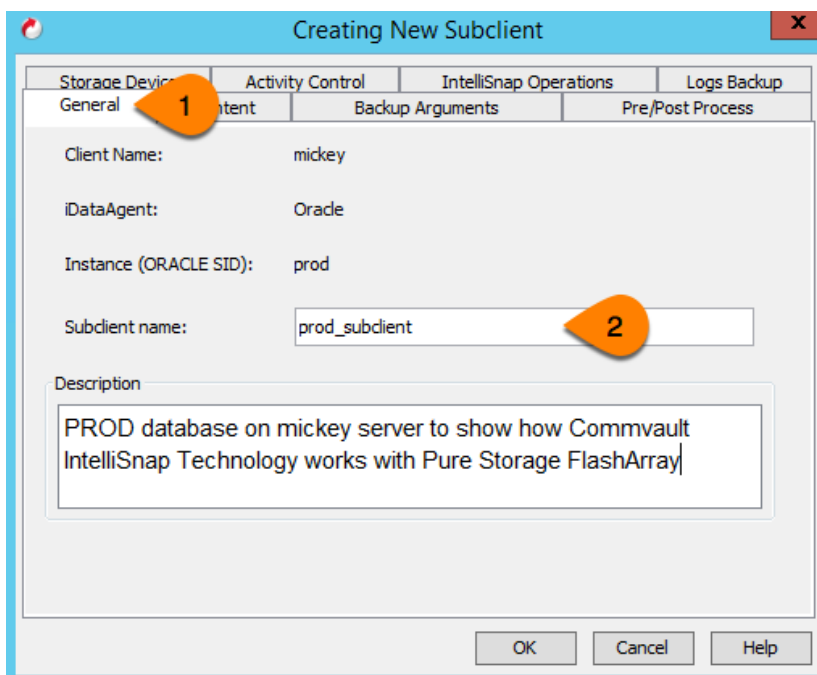 Creating New Subclient
X
Storage Device Activity Control IntelliSnap Operations Logs Backup
General 1 Backup Arguments Pre/Post Process
Client Name: mickey
iDataAgent: Oracle
Instance (ORACLE SID): prod
Subclient name: prod_subclient 2
Description
PROD database on mickey server to show how Commvault
IntelliSnap Technology works with Pure Storage FlashArray
OK Cancel Help